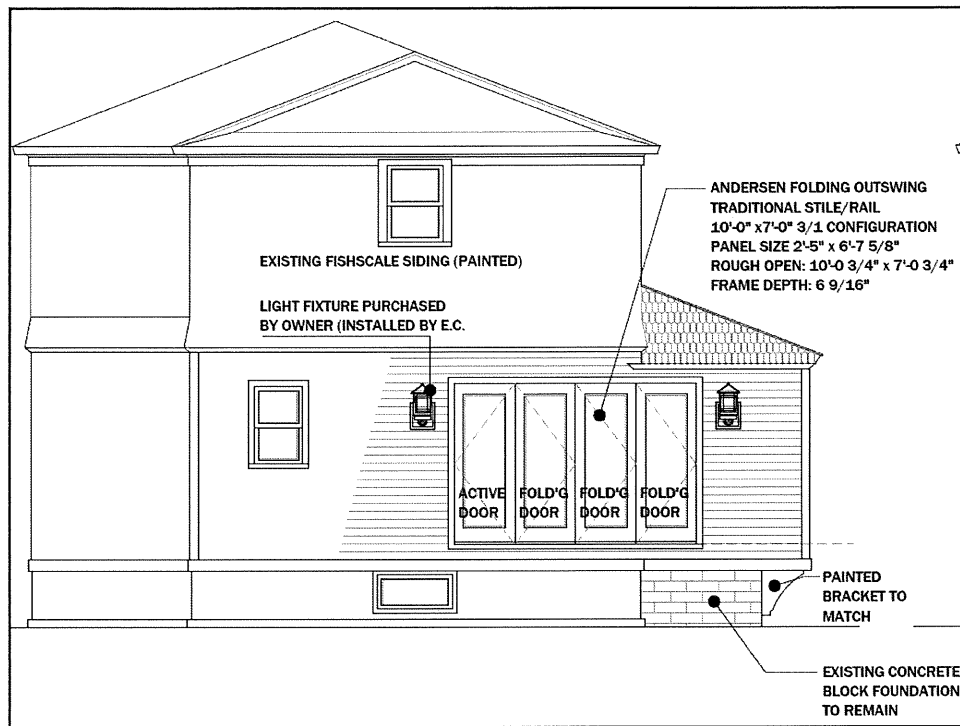 ANDERSEN FOLDING OUTSWING
TRADITIONAL STILE/RAIL
10'-0" x7'-0" 3/1 CONFIGURATION
PANEL SIZE 2'-5" x 6'-7 5/8"
ROUGH OPEN: 10'-0 3/4" x 7'-0 3/4"
FRAME DEPTH: 6 9/16"
EXISTING FISHSCALE SIDING (PAINTED)
LIGHT FIXTURE PURCHASED
BY OWNER (INSTALLED BY E.C.
ACTIVE FOLD'G FOLD'G FOLD'G
DOOR DOOR DOOR DOOR
PAINTED
BRACKET TO
MATCH
EXISTING CONCRETE
BLOCK FOUNDATION
TO REMAIN